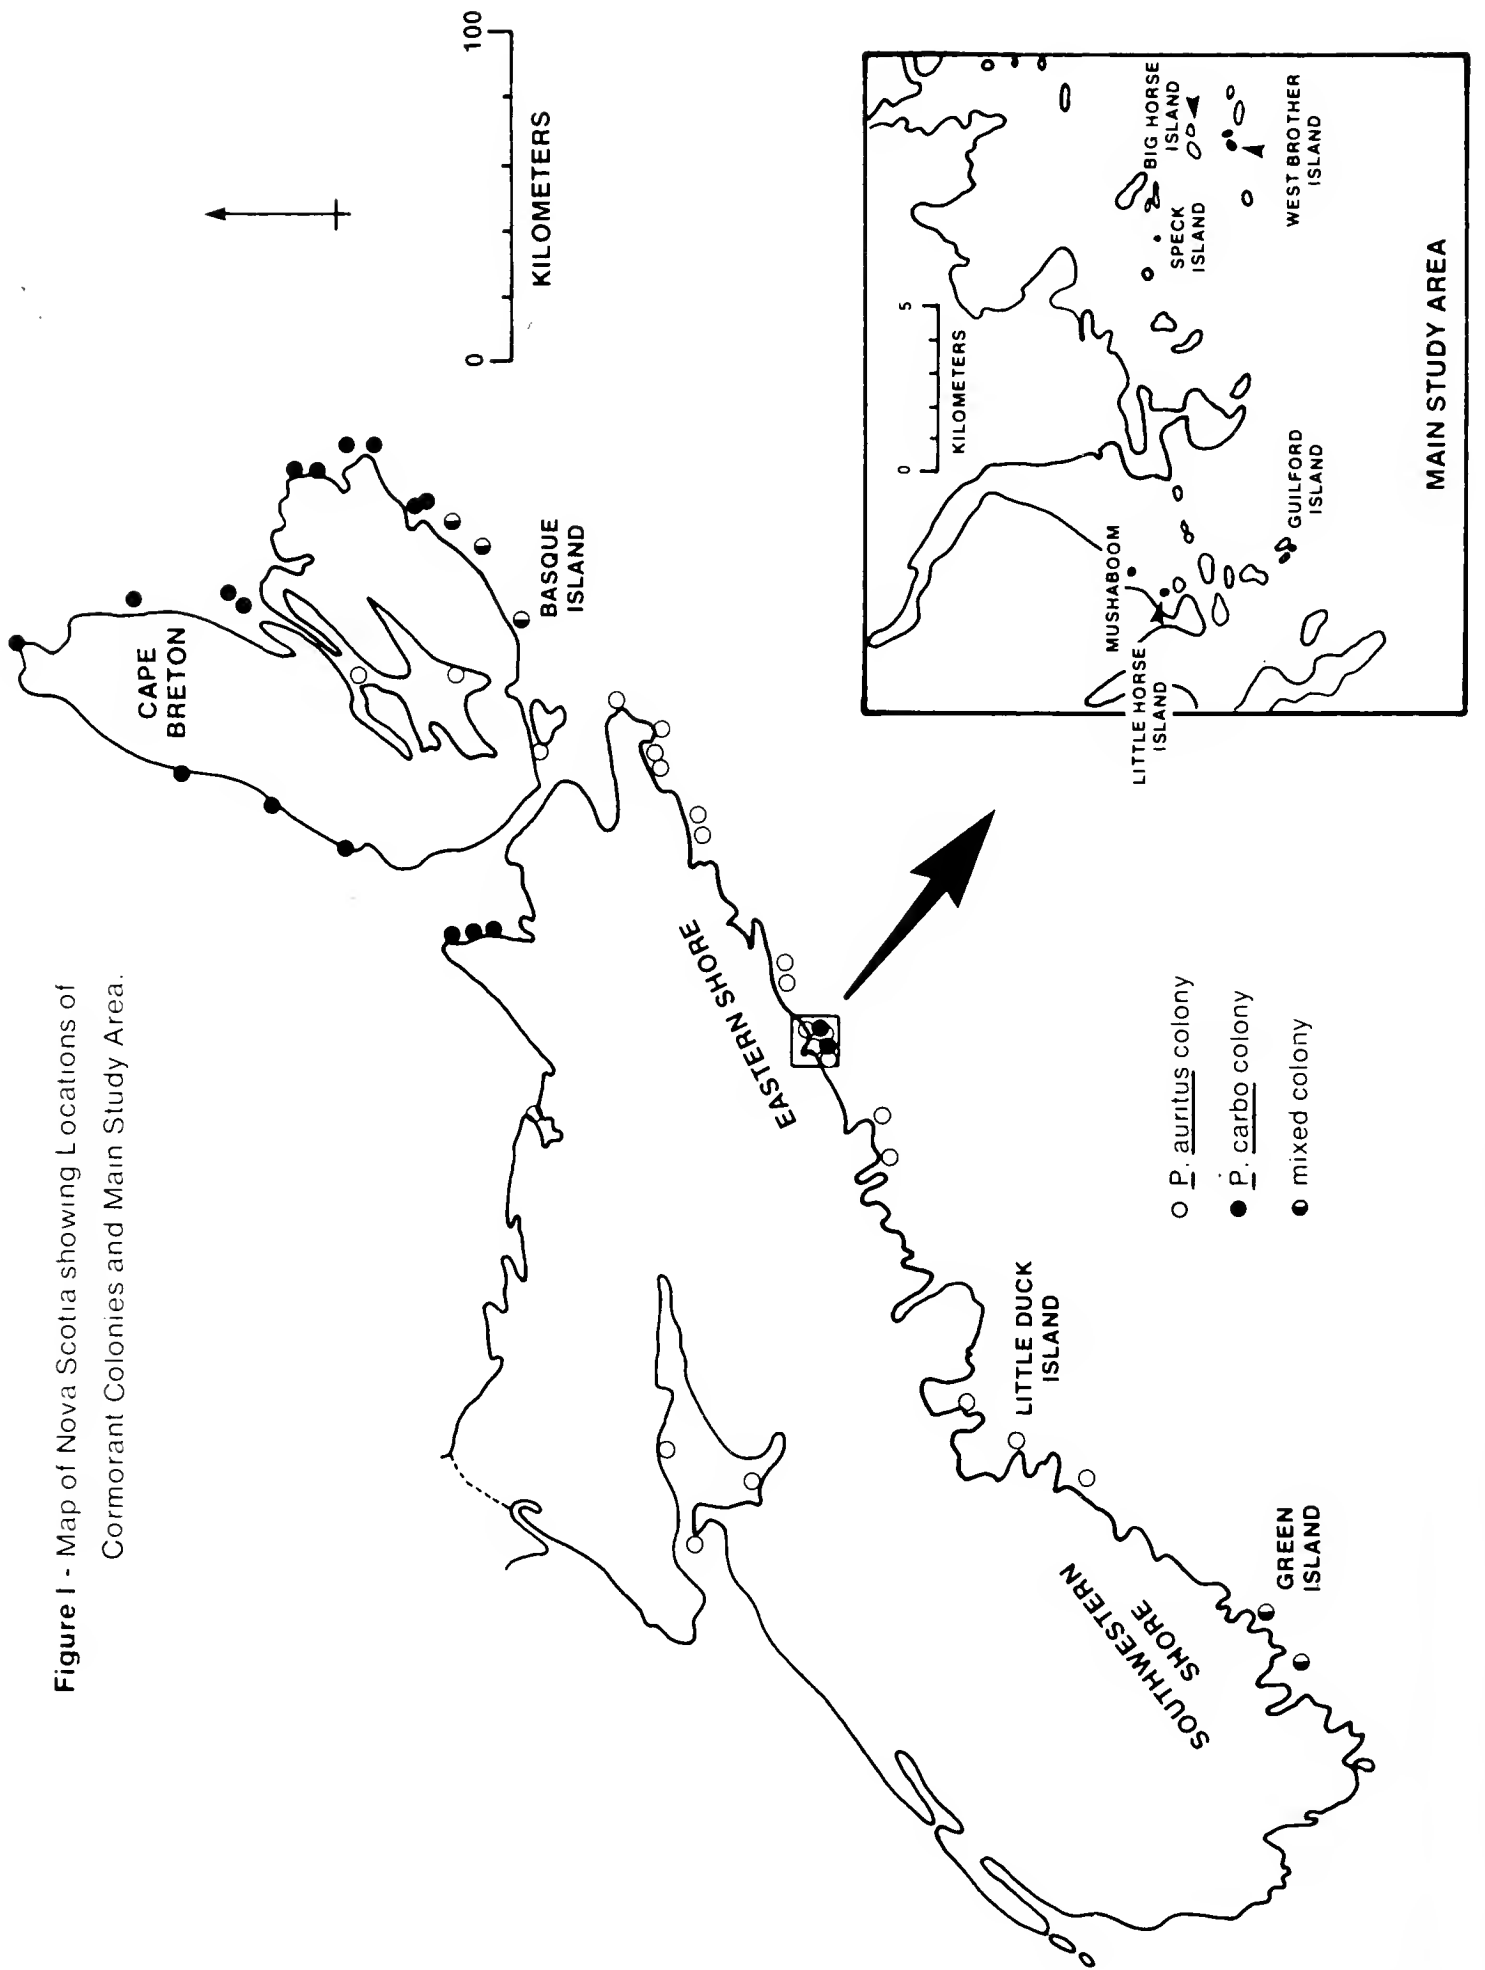 Figure 1 - Map of Nova Scotia showing Locations of
Cormorant Colonies and Main Study Area.
CAPE
BRETON
BASQUE
ISLAND
0 100
KILOMETERS
EASTERN SHORE
LITTLE DUCK
ISLAND
GREEN
ISLAND
SOUTHWESTERN
SHORE
P. auritus colony
P. carbo colony
mixed colony
0 5
KILOMETERS
MUSHABOOM
LITTLE HORSE
ISLAND
GUILFORD
ISLAND
SPECK
ISLAND
BIG HORSE
ISLAND
WEST BROTHER
ISLAND
MAIN STUDY AREA